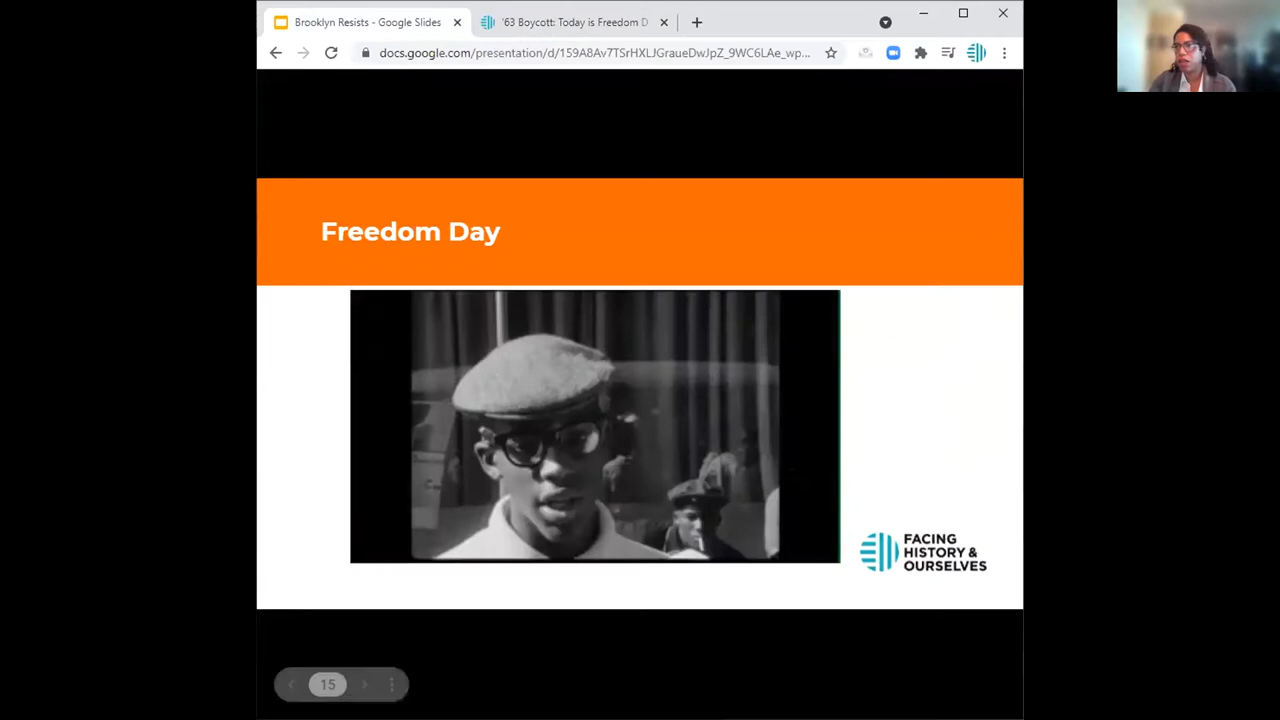 Brooklyn Resists - Google Slides
'63 Boycott: Today is Freedom D
docs.google.com/presentation/d/159A8Av7TSrHXLJGraueDwJpZ_9WC6LAe_wp...
Freedom Day
FACING
HISTORY &
OURSELVES
15